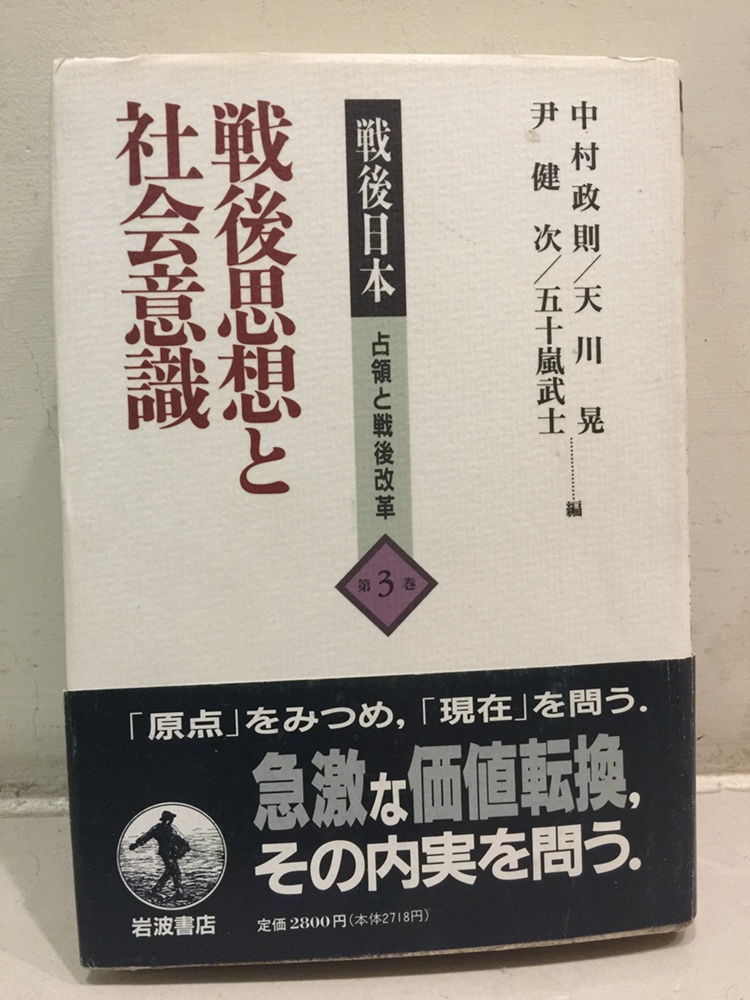 中村政則／天川 晃
尹 健 次／五十嵐武士………編
戦後日本 占領と戦後改革
第3巻
戦後思想と
社会意識
「原点」をみつめ，「現在」を問う．
急激な価値転換，
その内実を問う．
岩波書店
定価2800円(本体2718円)